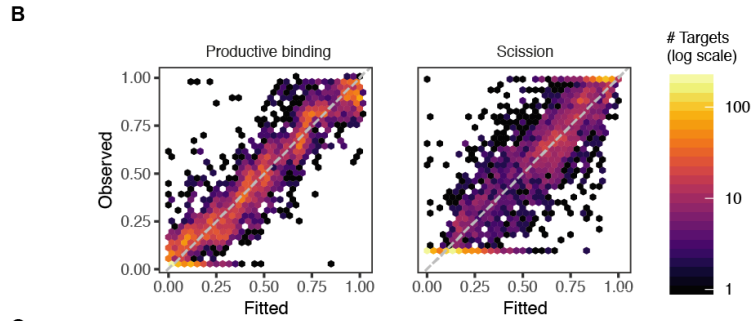 B
Productive binding
Scission
# Targets
(log scale)
1.00
0.75
0.50
0.25
0.00
Observed
0.00 0.25 0.50 0.75 1.00
0.00 0.25 0.50 0.75 1.00
Fitted
Fitted
100
10
1